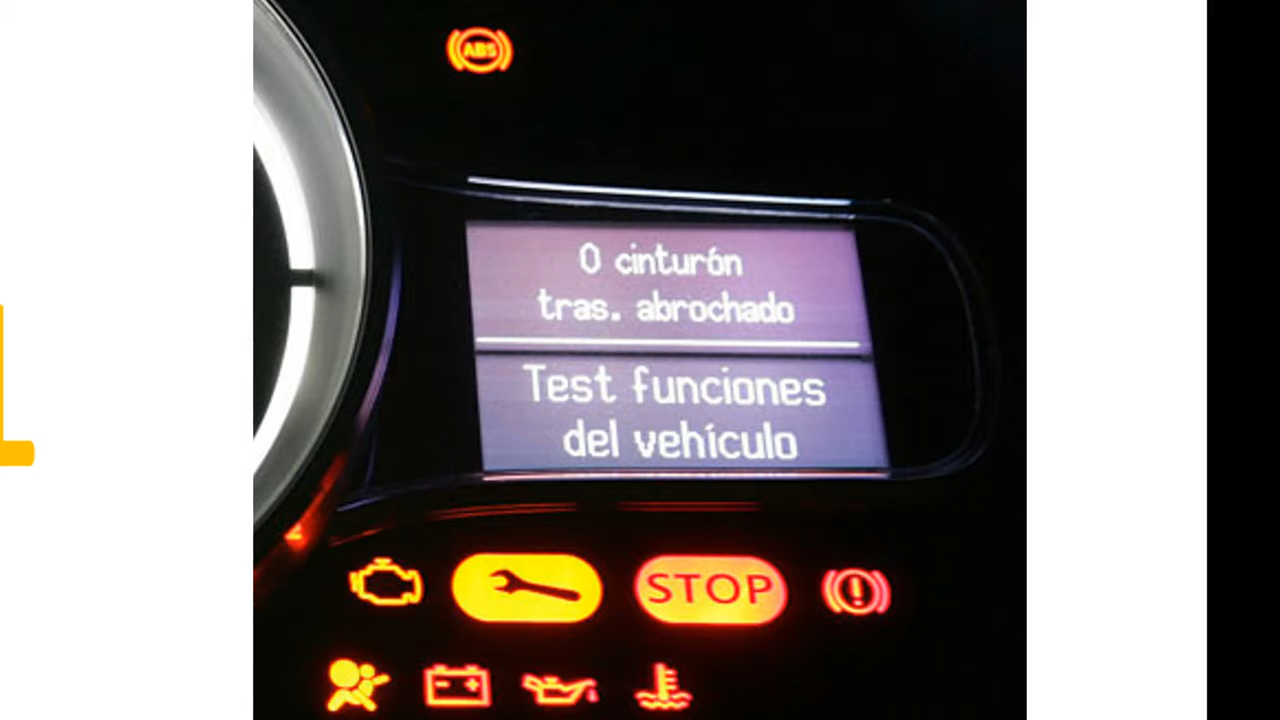 ABS
0 cinturón
tras. abrochado
Test funciones
del vehículo
STOP